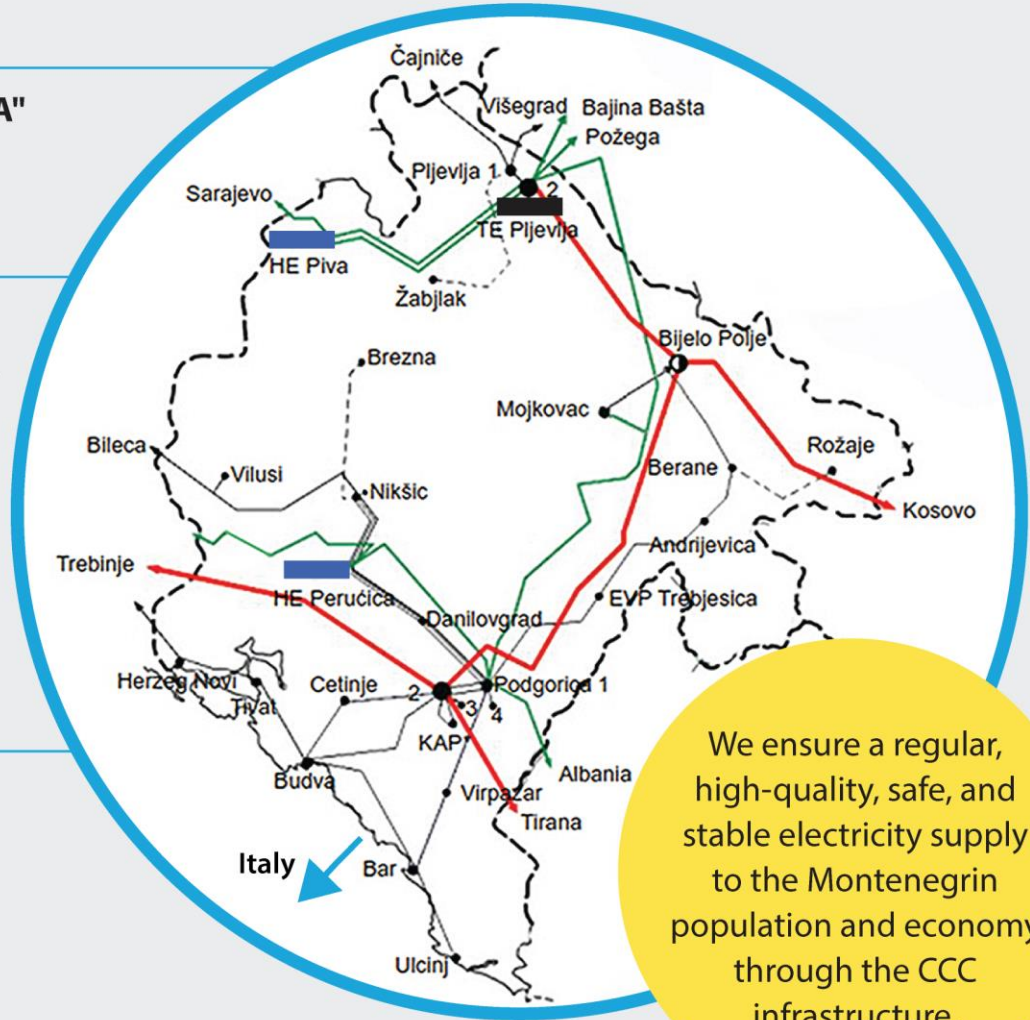 A"
Čajniče
Višegrad
Bajina Bašta
Požega
Pljevlja 1
2
Sarajevo
TE Pljevlja
HE Piva
Žabjlak
Bijelo Polje
Brezna
Mojkovac
Bileca
Rožaje
Berane
Vilusi
Nikšic
Kosovo
Andrijevica
Trebinje
HE Perućica
EVP Trebjesica
Danilovgrad
Herzeg Novi
Cetinje
2
Podgorica 1
Tivat
3
4
KAP
Albania
Budva
Virpazar
Tirana
Italy
Bar
Ulcinj
We ensure a regular,
high-quality, safe, and
stable electricity supply
to the Montenegrin
population and economy
through the CCC
infrastructure